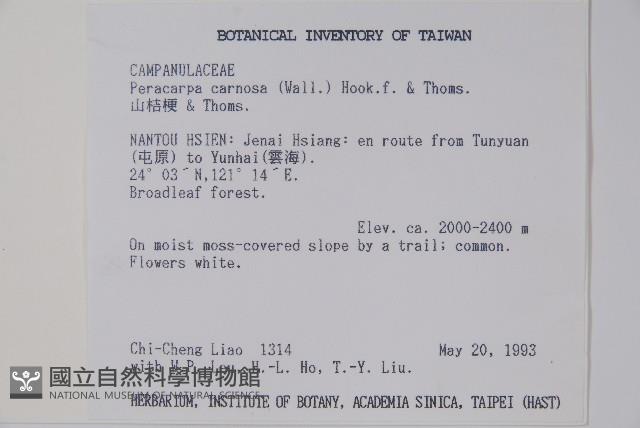 BOTANICAL INVENTORY OF TAIWAN
CAMPANULACEAE
Peracarpa carnosa (Wall.) Hook.f. & Thoms.
山桔梗 & Thoms.
NANTOU HSIEN: Jenai Hsiang: en route from Tunyuan
(屯原) to Yunhai(雲海).
24° 03´N,121° 14´E.
Broadleaf forest.
Elev. ca. 2000-2400 m
On moist moss-covered slope by a trail; common.
Flowers white.
Chi-Cheng Liao 1314 May 20, 1993
with H.-L. Ho, T.-Y. Liu.
國立自然科學博物館
NATIONAL MUSEUM OF NATURAL SCIENCE
HERBARIUM, INSTITUTE OF BOTANY, ACADEMIA SINICA, TAIPEI (HAST)